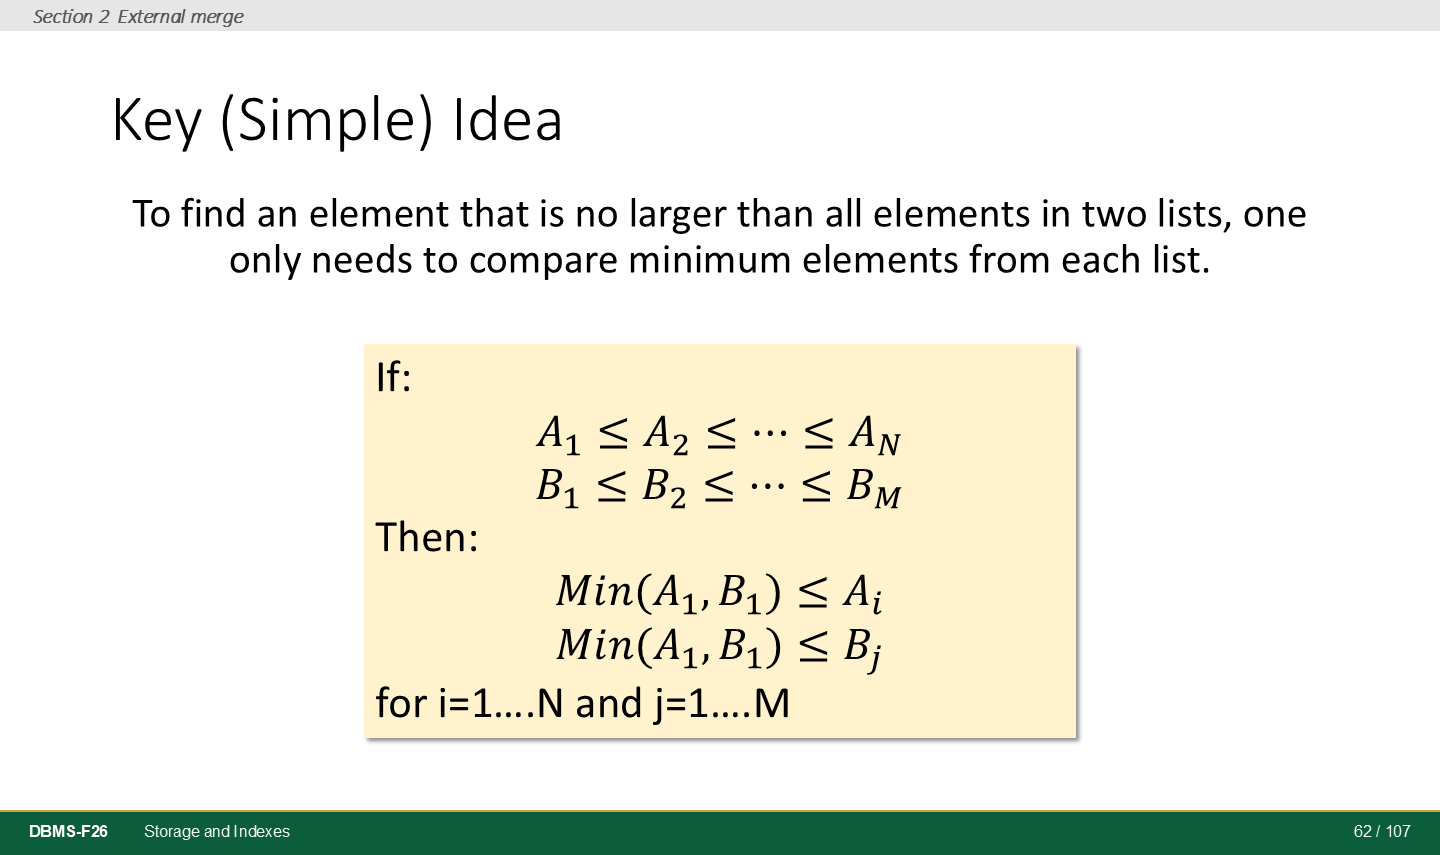 Section 2 External merge
Key (Simple) Idea
To find an element that is no larger than all elements in two lists, one
only needs to compare minimum elements from each list.
If:
A₁ ≤ A₂ ≤ ⋯ ≤ A_N
B₁ ≤ B₂ ≤ ⋯ ≤ B_M
Then:
Min(A₁, B₁) ≤ Aᵢ
Min(A₁, B₁) ≤ Bⱼ
for i=1….N and j=1….M
DBMS-F26 Storage and Indexes 62 / 107